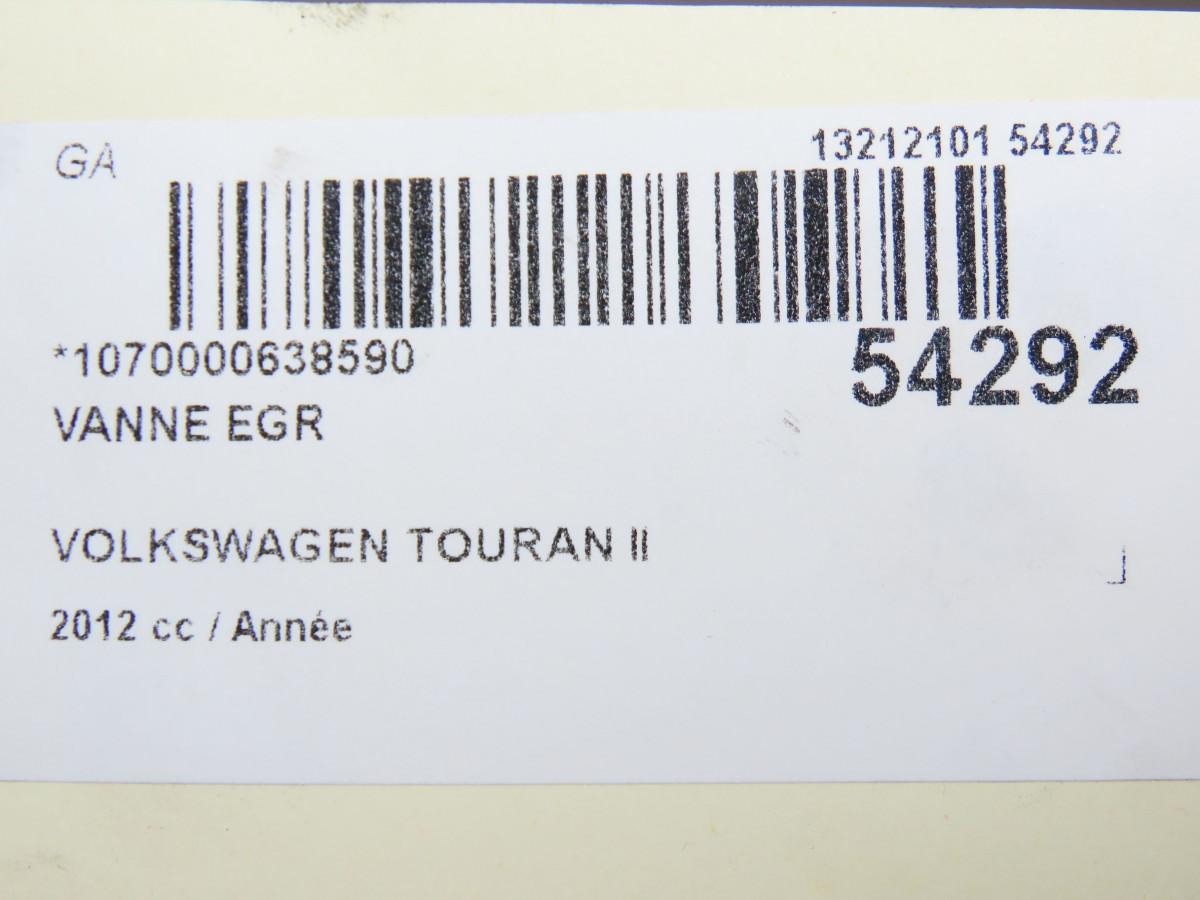 GA
13212101 54292
*1070000638590
54292
VANNE EGR
VOLKSWAGEN TOURAN II
2012 cc / Année